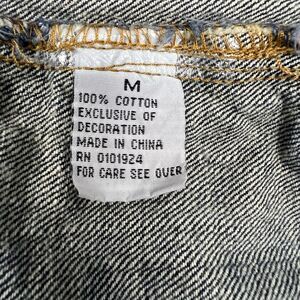 M
100% COTTON
EXCLUSIVE OF
DECORATION
MADE IN CHINA
RN 0101924
FOR CARE SEE OVER